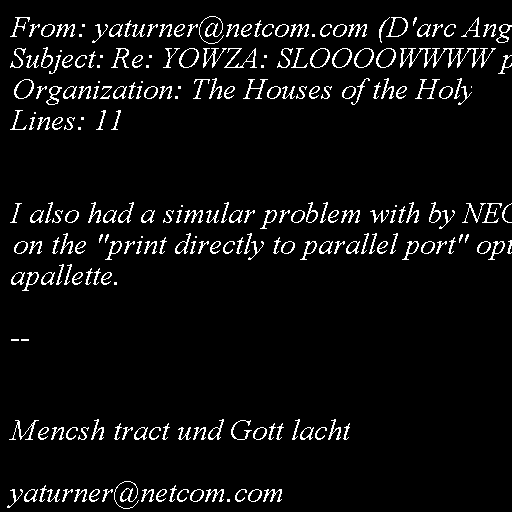 From: yaturner@netcom.com (D'arc Ang
Subject: Re: YOWZA: SLOOOOWWWW p
Organization: The Houses of the Holy
Lines: 11
I also had a simular problem with by NEC
on the "print directly to parallel port" opt
apallette.
--
Mencsh tract und Gott lacht
yaturner@netcom.com